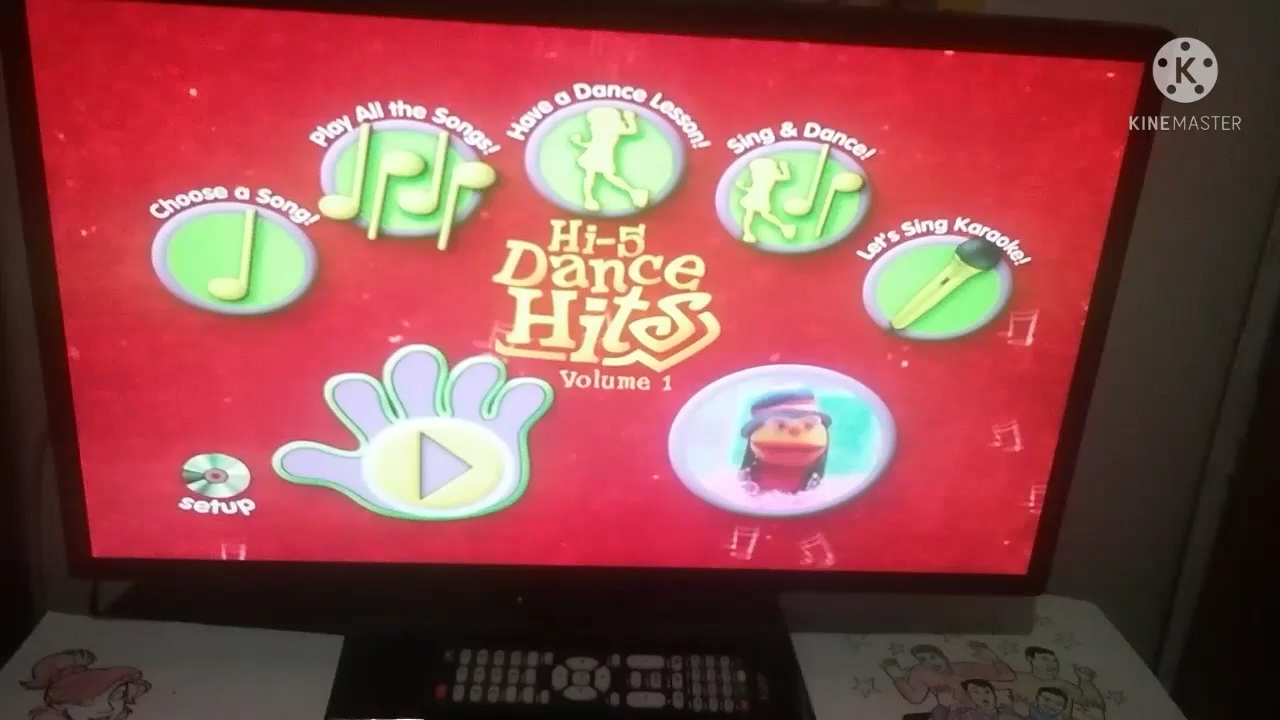 Have a Dance Lesson!
Play All the Songs!
Sing & Dance!
Choose a Song!
Let's Sing Karaoke!
Hi-5
Dance
Hits
Volume 1
setup
K
KINEMASTER